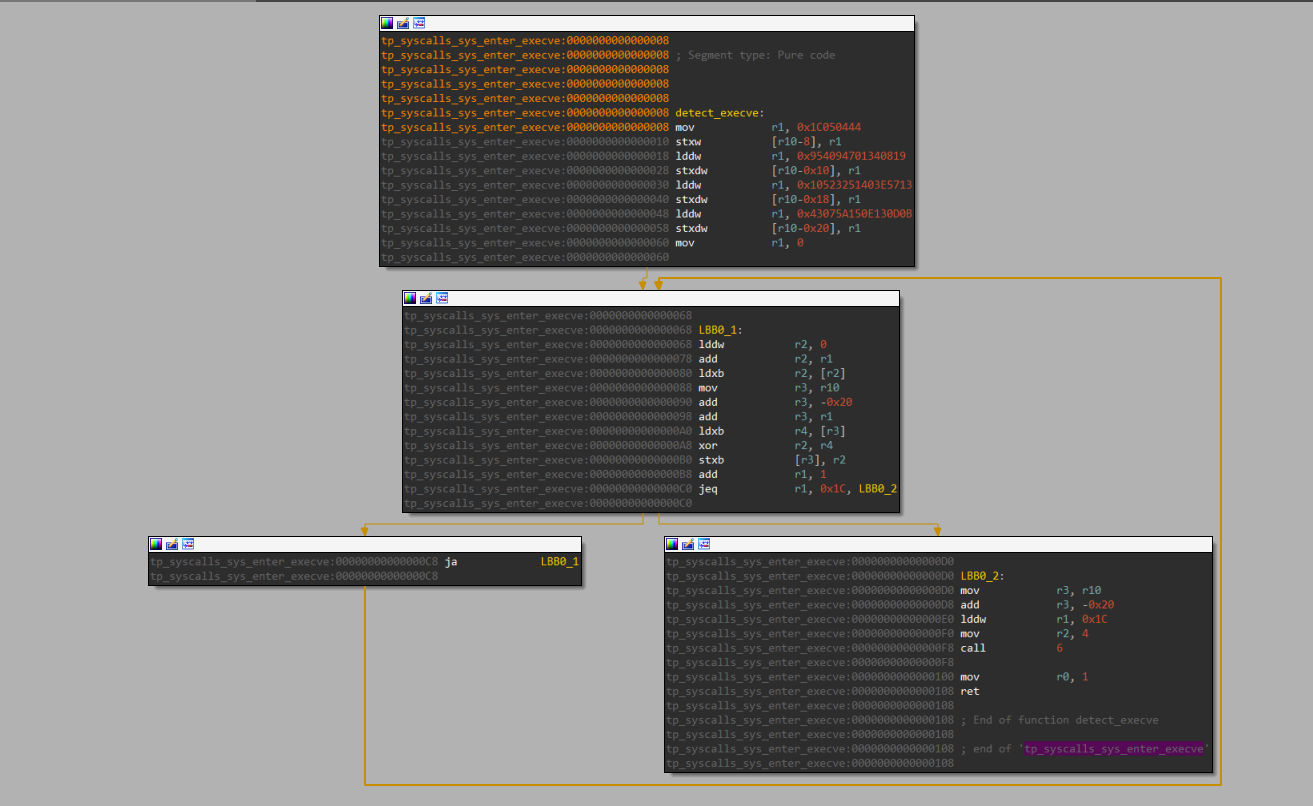 tp_syscalls_sys_enter_execve:0000000000000008
tp_syscalls_sys_enter_execve:0000000000000008 ; Segment type: Pure code
tp_syscalls_sys_enter_execve:0000000000000008
tp_syscalls_sys_enter_execve:0000000000000008
tp_syscalls_sys_enter_execve:0000000000000008
tp_syscalls_sys_enter_execve:0000000000000008 detect_execve:
tp_syscalls_sys_enter_execve:0000000000000008 mov r1, 0x1C050444
tp_syscalls_sys_enter_execve:0000000000000010 stxw [r10-8], r1
tp_syscalls_sys_enter_execve:0000000000000018 lddw r1, 0x954094701340819
tp_syscalls_sys_enter_execve:0000000000000028 stxdw [r10-0x10], r1
tp_syscalls_sys_enter_execve:0000000000000030 lddw r1, 0x10523251403E5713
tp_syscalls_sys_enter_execve:0000000000000040 stxdw [r10-0x18], r1
tp_syscalls_sys_enter_execve:0000000000000048 lddw r1, 0x43075A150E130D0B
tp_syscalls_sys_enter_execve:0000000000000058 stxdw [r10-0x20], r1
tp_syscalls_sys_enter_execve:0000000000000060 mov r1, 0
tp_syscalls_sys_enter_execve:0000000000000060
tp_syscalls_sys_enter_execve:0000000000000068
tp_syscalls_sys_enter_execve:0000000000000068 LBB0_1:
tp_syscalls_sys_enter_execve:0000000000000068 lddw r2, 0
tp_syscalls_sys_enter_execve:0000000000000078 add r2, r1
tp_syscalls_sys_enter_execve:0000000000000080 ldxb r2, [r2]
tp_syscalls_sys_enter_execve:0000000000000088 mov r3, r10
tp_syscalls_sys_enter_execve:0000000000000090 add r3, -0x20
tp_syscalls_sys_enter_execve:0000000000000098 add r3, r1
tp_syscalls_sys_enter_execve:00000000000000A0 ldxb r4, [r3]
tp_syscalls_sys_enter_execve:00000000000000A8 xor r2, r4
tp_syscalls_sys_enter_execve:00000000000000B0 stxb [r3], r2
tp_syscalls_sys_enter_execve:00000000000000B8 add r1, 1
tp_syscalls_sys_enter_execve:00000000000000C0 jeq r1, 0x1C, LBB0_2
tp_syscalls_sys_enter_execve:00000000000000C0
tp_syscalls_sys_enter_execve:00000000000000C8 ja LBB0_1
tp_syscalls_sys_enter_execve:00000000000000C8
tp_syscalls_sys_enter_execve:00000000000000D0
tp_syscalls_sys_enter_execve:00000000000000D0 LBB0_2:
tp_syscalls_sys_enter_execve:00000000000000D0 mov r3, r10
tp_syscalls_sys_enter_execve:00000000000000D8 add r3, -0x20
tp_syscalls_sys_enter_execve:00000000000000E0 lddw r1, 0x1C
tp_syscalls_sys_enter_execve:00000000000000F0 mov r2, 4
tp_syscalls_sys_enter_execve:00000000000000F8 call 6
tp_syscalls_sys_enter_execve:00000000000000F8
tp_syscalls_sys_enter_execve:0000000000000100 mov r0, 1
tp_syscalls_sys_enter_execve:0000000000000108 ret
tp_syscalls_sys_enter_execve:0000000000000108
tp_syscalls_sys_enter_execve:0000000000000108 ; End of function detect_execve
tp_syscalls_sys_enter_execve:0000000000000108
tp_syscalls_sys_enter_execve:0000000000000108 ; end of 'tp_syscalls_sys_enter_execve'
tp_syscalls_sys_enter_execve:0000000000000108